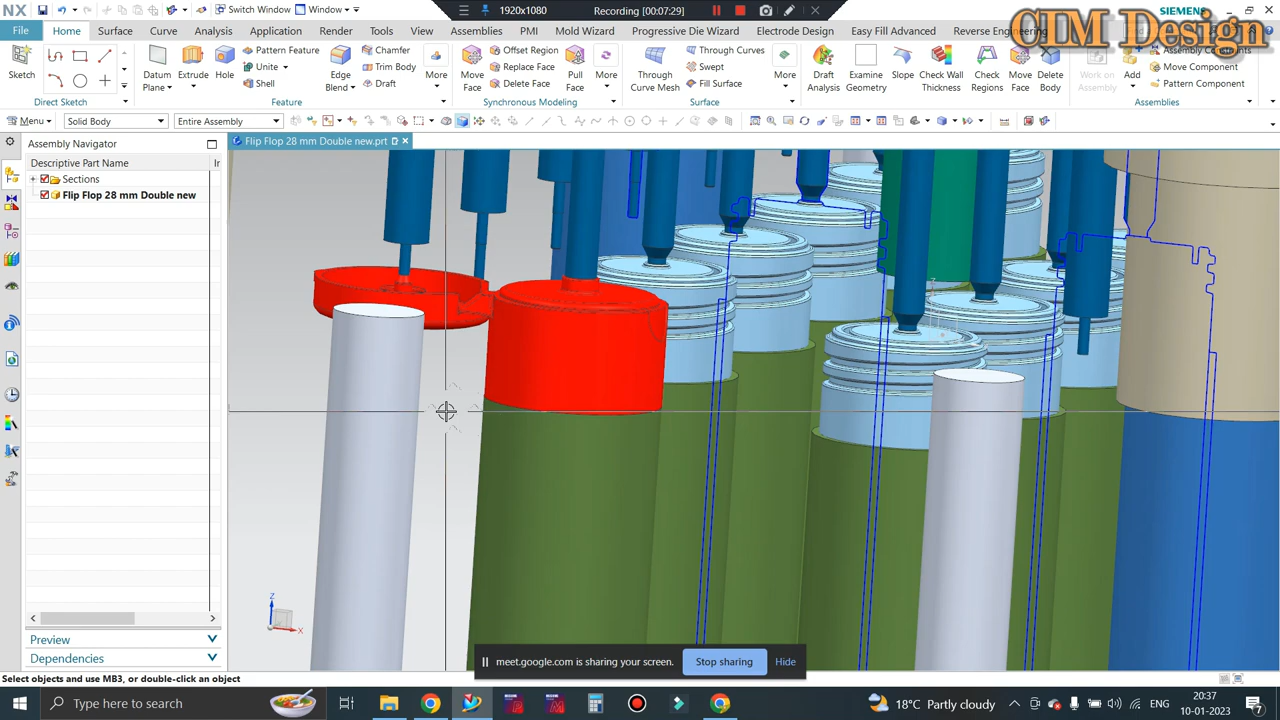 NX
Switch Window
Window
1920x1080
Recording [00:07:29]
SIEMENS
CIM Design
File
Home
Surface
Curve
Analysis
Application
Render
Tools
View
Assemblies
PMI
Mold Wizard
Progressive Die Wizard
Electrode Design
Easy Fill Advanced
Reverse Engineering
Sketch
Direct Sketch
Datum Plane
Extrude
Hole
Pattern Feature
Unite
Shell
Edge Blend
Chamfer
Trim Body
Draft
More
Feature
Move Face
Offset Region
Replace Face
Delete Face
Pull Face
More
Synchronous Modeling
Through Curve Mesh
Through Curves
Swept
Fill Surface
More
Surface
Draft Analysis
Examine Geometry
Slope
Check Wall Thickness
Check Regions
Move Face
Delete Body
Work on Assembly
Add
Assembly Constraints
Move Component
Pattern Component
Assemblies
Menu
Solid Body
Entire Assembly
Assembly Navigator
Flip Flop 28 mm Double new.prt
Descriptive Part Name
Ir
Sections
Flip Flop 28 mm Double new
Z
X
Preview
Dependencies
meet.google.com is sharing your screen.
Stop sharing
Hide
Select objects and use MB3, or double-click an object
Type here to search
18°C Partly cloudy
ENG
20:37
10-01-2023
7